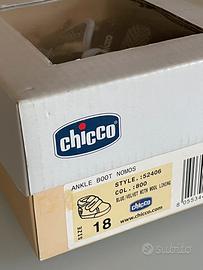 chicco
ANKLE BOOT NOMOS
STYLE.:52406
COL.:800
BLUE/VELVET WITH WOOL LINING
chicco
SIZE
18
www.chicco.com
Subito